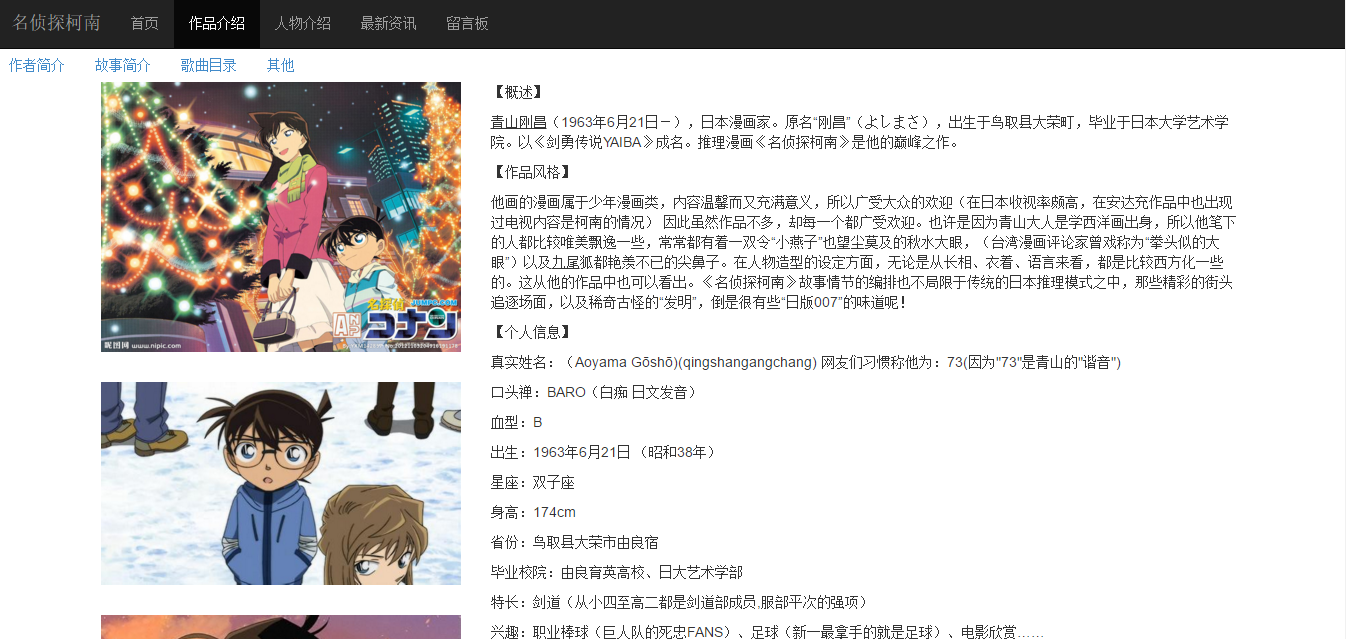 名侦探柯南 首页 作品介绍 人物介绍 最新资讯 留言板
作者简介 故事简介 歌曲目录 其他
【概述】
青山刚昌（1963年6月21日－），日本漫画家。原名“刚昌”（よしまさ），出生于鸟取县大荣町，毕业于日本大学艺术学
院。以《剑勇传说YAIBA》成名。推理漫画《名侦探柯南》是他的巅峰之作。
【作品风格】
他画的漫画属于少年漫画类，内容温馨而又充满意义，所以广受大众的欢迎（在日本收视率颇高，在安达充作品中也出现
过电视内容是柯南的情况） 因此虽然作品不多，却每一个都广受欢迎。也许是因为青山大人是学西洋画出身，所以他笔下
的人都比较唯美飘逸一些，常常都有着一双令“小燕子”也望尘莫及的秋水大眼，（台湾漫画评论家曾戏称为“拳头似的大
眼”）以及九尾狐都艳羡不已的尖鼻子。在人物造型的设定方面，无论是从长相、衣着、语言来看，都是比较西方化一些
的。这从他的作品中也可以看出。《名侦探柯南》故事情节的编排也不局限于传统的日本推理模式之中，那些精彩的街头
追逐场面，以及稀奇古怪的“发明”，倒是很有些“日版007”的味道呢！
【个人信息】
真实姓名：（Aoyama Gōshō)(qingshangangchang) 网友们习惯称他为：73(因为"73"是青山的"谐音")
口头禅：BARO（白痴 日文发音）
血型：B
出生：1963年6月21日 （昭和38年）
星座：双子座
身高：174cm
省份：鸟取县大荣市由良宿
毕业校院：由良育英高校、日大艺术学部
特长：剑道（从小四至高二都是剑道部成员,服部平次的强项）
兴趣：职业棒球（巨人队的死忠FANS）、足球（新一最拿手的就是足球）、电影欣赏……
名探偵
JUMPC.COM
コナン
昵图网 www.nipic.com